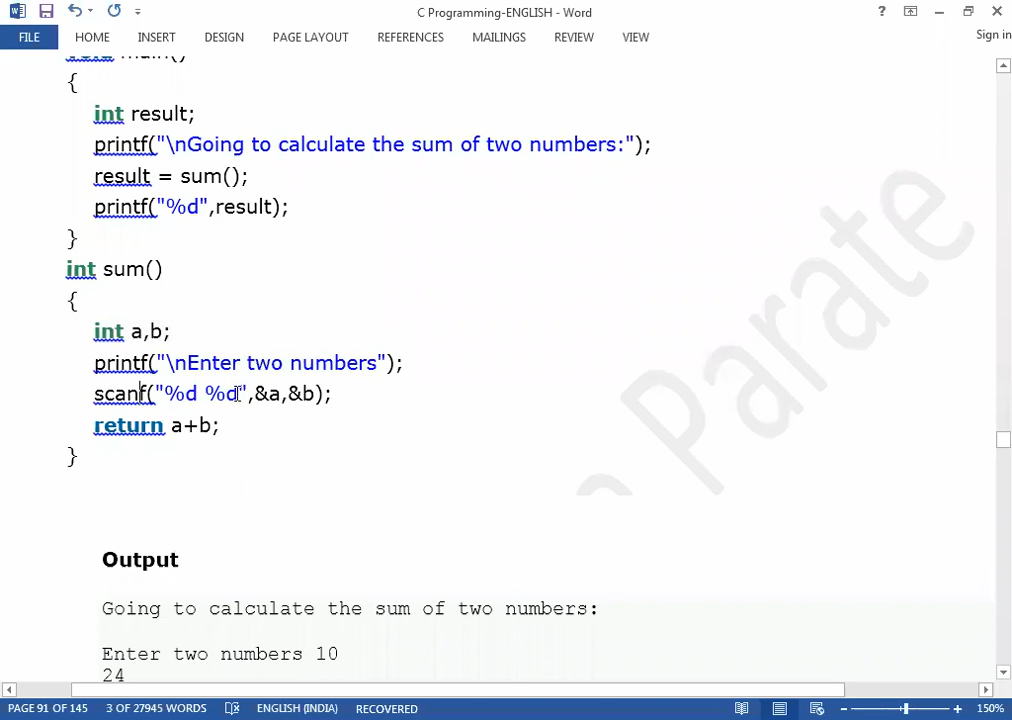 C Programming-ENGLISH - Word
? 
Sign in
FILE HOME INSERT DESIGN PAGE LAYOUT REFERENCES MAILINGS REVIEW VIEW
void main()
{
int result;
printf("\nGoing to calculate the sum of two numbers:");
result = sum();
printf("%d",result);
}
int sum()
{
int a,b;
printf("\nEnter two numbers");
scanf("%d %d",&a,&b);
return a+b;
}
Parate
Output
Going to calculate the sum of two numbers:
Enter two numbers 10
24
PAGE 91 OF 145 3 OF 27945 WORDS ENGLISH (INDIA) RECOVERED 150%